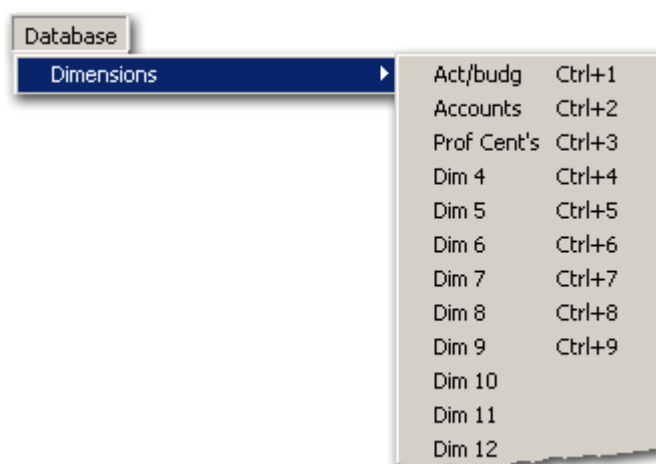 Database
Dimensions
Act/budg Ctrl+1
Accounts Ctrl+2
Prof Cent's Ctrl+3
Dim 4 Ctrl+4
Dim 5 Ctrl+5
Dim 6 Ctrl+6
Dim 7 Ctrl+7
Dim 8 Ctrl+8
Dim 9 Ctrl+9
Dim 10
Dim 11
Dim 12